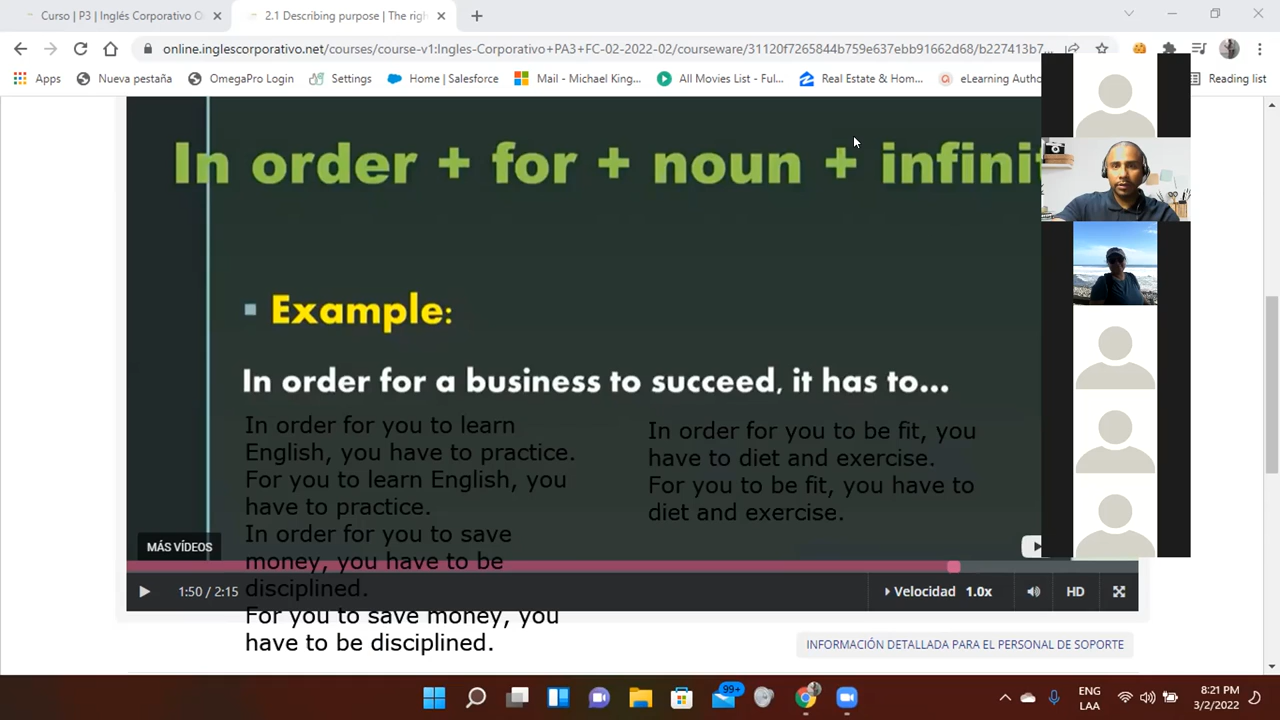 Curso | P3 | Inglés Corporativo O
2.1 Describing purpose | The righ
online.inglescorporativo.net/courses/course-v1:Ingles-Corporativo+PA3+FC-02-2022-02/courseware/31120f7265844b759e637ebb91662d68/b227413b7...
Apps
Nueva pestaña
OmegaPro Login
Settings
Home | Salesforce
Mail - Michael King...
All Movies List - Ful...
Real Estate & Hom...
eLearning Autho
Reading list
In order + for + noun + infinit
Example:
In order for a business to succeed, it has to...
In order for you to learn
English, you have to practice.
For you to learn English, you
have to practice.
In order for you to save
money, you have to be
disciplined.
For you to save money, you
have to be disciplined.
In order for you to be fit, you
have to diet and exercise.
For you to be fit, you have to
diet and exercise.
MÁS VÍDEOS
1:50 / 2:15
Velocidad 1.0x
HD
INFORMACIÓN DETALLADA PARA EL PERSONAL DE SOPORTE
99+
ENG
LAA
8:21 PM
3/2/2022